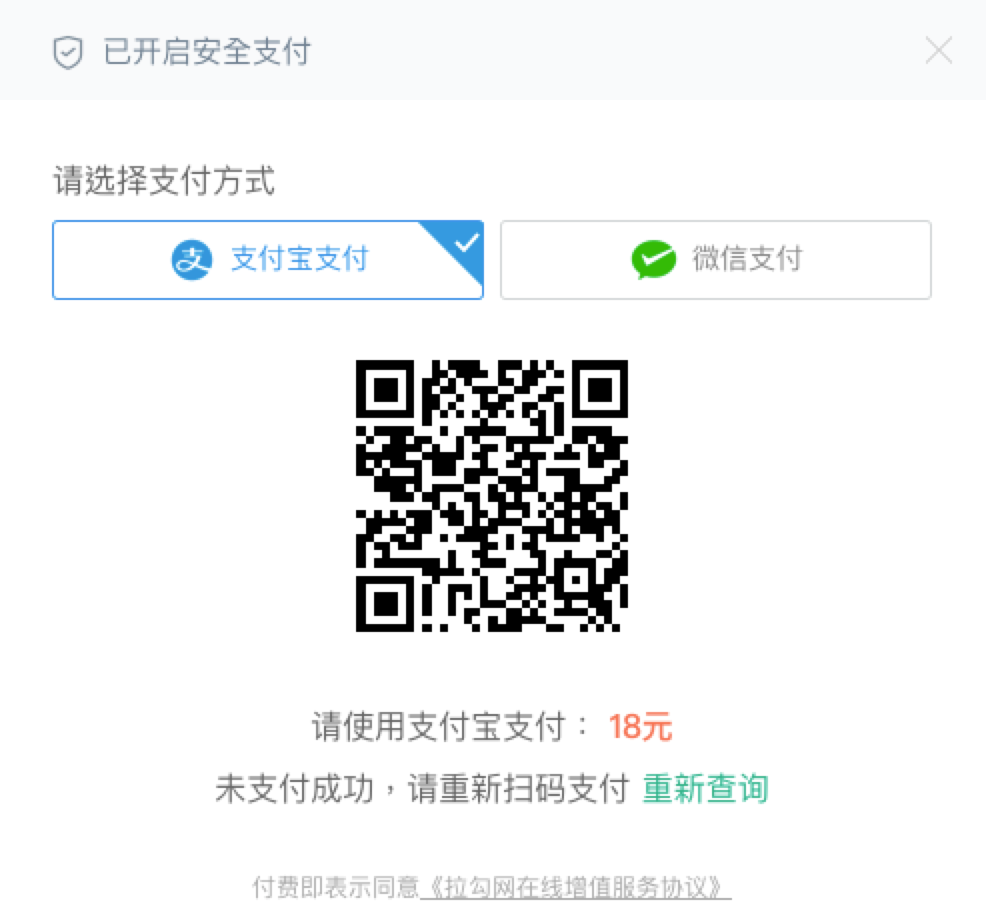 已开启安全支付
请选择支付方式
支付宝支付
微信支付
请使用支付宝支付： 18元
未支付成功，请重新扫码支付 重新查询
付费即表示同意《拉勾网在线增值服务协议》